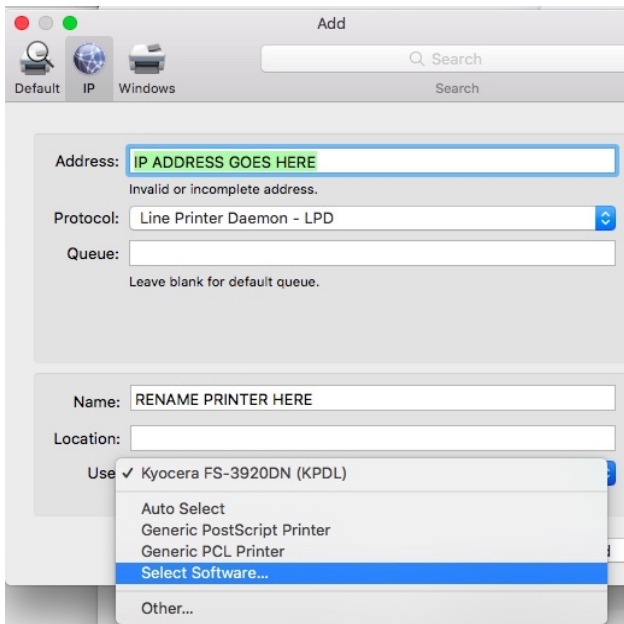 Add
Search
Default IP Windows Search
Address: IP ADDRESS GOES HERE
Invalid or incomplete address.
Protocol: Line Printer Daemon - LPD
Queue:
Leave blank for default queue.
Name: RENAME PRINTER HERE
Location:
Use ✓ Kyocera FS-3920DN (KPDL)
Auto Select
Generic PostScript Printer
Generic PCL Printer
Select Software...
Other...